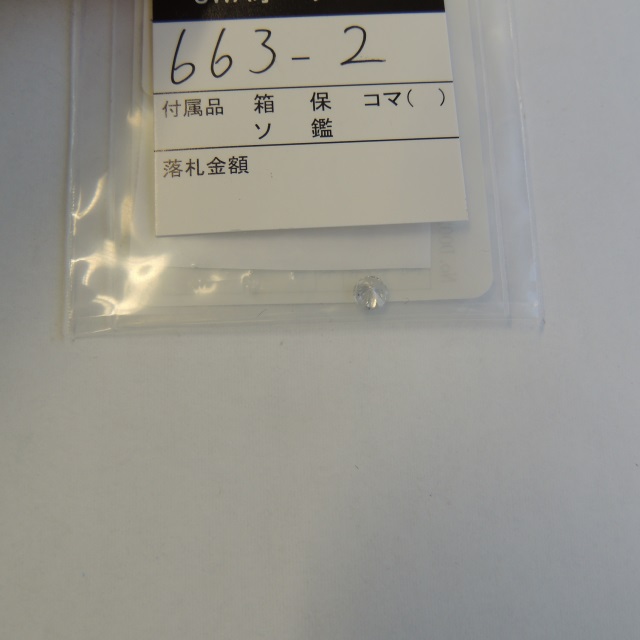 663-2
付属品 箱 保 コマ( )
ソ 鑑
落札金額